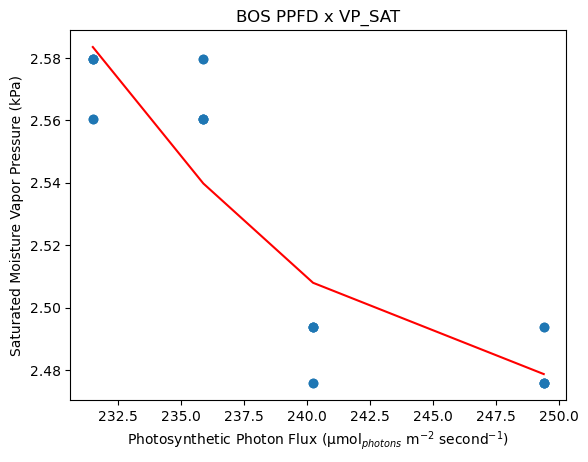 BOS PPFD x VP_SAT
Saturated Moisture Vapor Pressure (kPa)
2.58
2.56
2.54
2.52
2.50
2.48
232.5 235.0 237.5 240.0 242.5 245.0 247.5 250.0
Photosynthetic Photon Flux (μmol$_{photons}$ m$^{-2}$ second$^{-1}$)